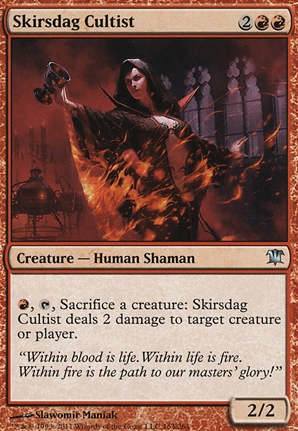 Skirsdag Cultist 2
Creature — Human Shaman
, , Sacrifice a creature: Skirsdag
Cultist deals 2 damage to target creature
or player.
“Within blood is life. Within life is fire.
Within fire is the path to our masters’ glory!”
Slawomir Maniak
2/2